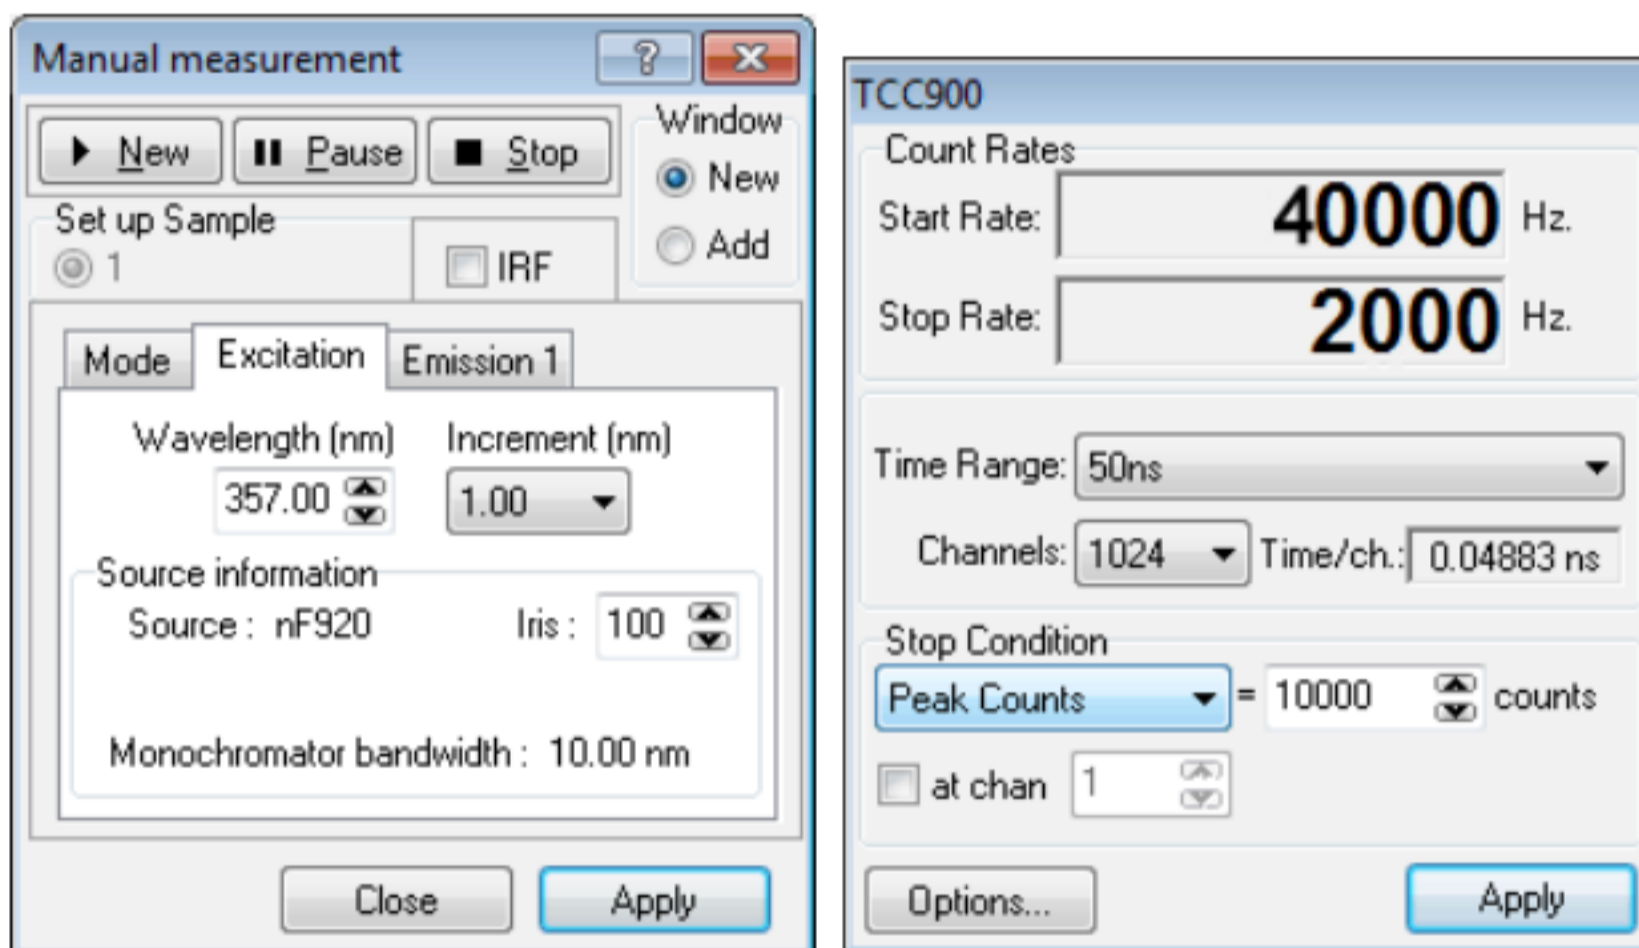 Manual measurement
?
New Pause Stop
Window
New
Add
Set up Sample
1
IRF
Mode Excitation Emission 1
Wavelength (nm) Increment (nm)
357.00 1.00
Source information
Source : nF920 Iris : 100
Monochromator bandwidth : 10.00 nm
Close Apply
TCC900
Count Rates
Start Rate: 40000 Hz.
Stop Rate: 2000 Hz.
Time Range: 50ns
Channels: 1024 Time/ch.: 0.04883 ns
Stop Condition
Peak Counts = 10000 counts
at chan 1
Options... Apply